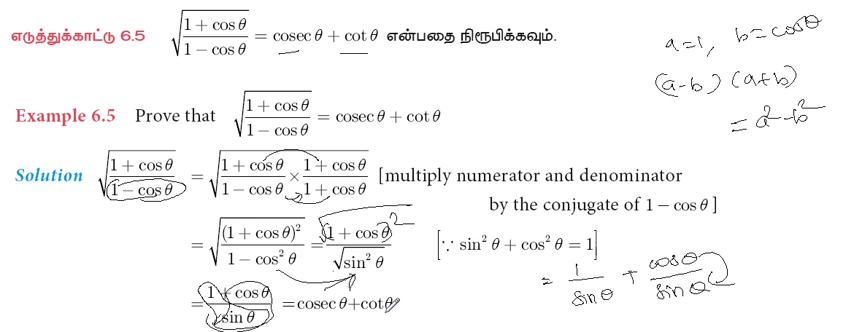 எடுத்துக்காட்டு 6.5 √((1 + cos θ)/(1 − cos θ)) = cosec θ + cot θ என்பதை நிரூபிக்கவும்.
a=1, b=cosθ
(a-b) (a+b)
= a²-b²
Example 6.5 Prove that √((1 + cos θ)/(1 − cos θ)) = cosec θ + cot θ
Solution √((1 + cos θ)/(1 − cos θ)) = √((1 + cos θ)/(1 − cos θ) × (1 + cos θ)/(1 + cos θ)) [multiply numerator and denominator
by the conjugate of 1 − cos θ ]
= √((1 + cos θ)²/(1 − cos² θ)) = √(1 + cos θ)²/√(sin² θ) [∵ sin² θ + cos² θ = 1]
= 1/sinθ + cosθ/sinθ
= (1 + cos θ)/(sin θ) = cosec θ + cot θ